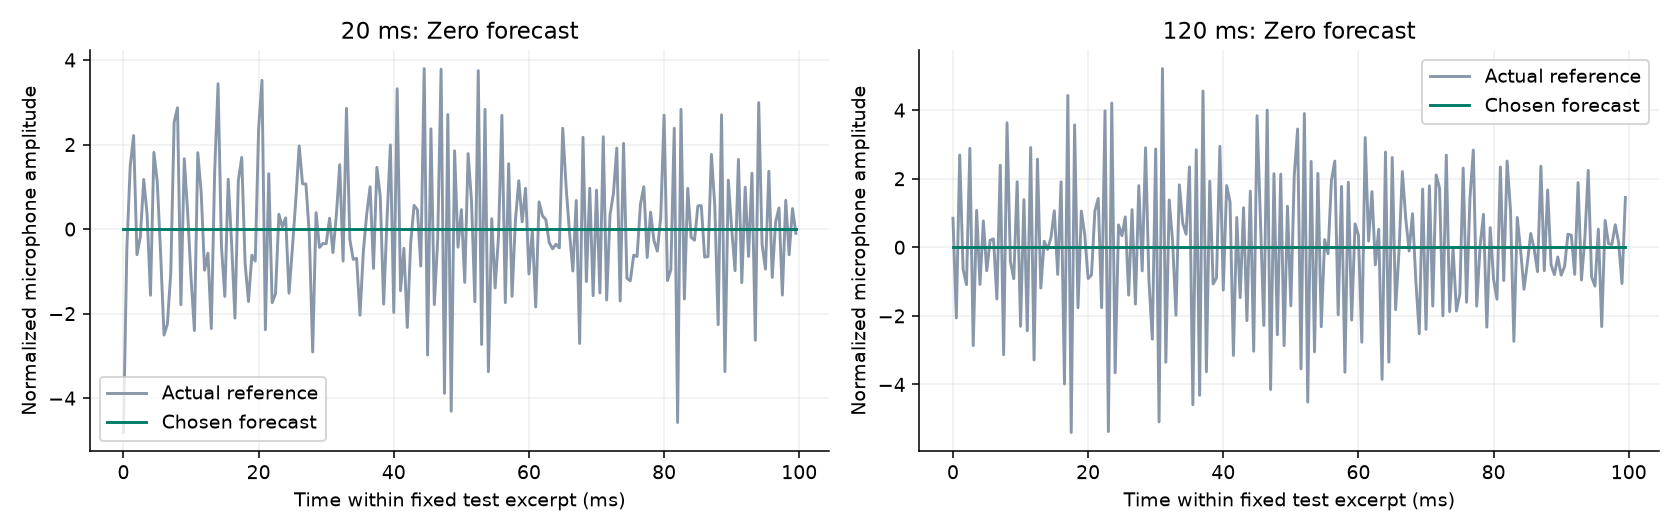 20 ms: Zero forecast
Normalized microphone amplitude
4
2
0
−2
−4
Actual reference
Chosen forecast
0
20
40
60
80
100
Time within fixed test excerpt (ms)
120 ms: Zero forecast
Normalized microphone amplitude
4
2
0
−2
−4
Actual reference
Chosen forecast
0
20
40
60
80
100
Time within fixed test excerpt (ms)